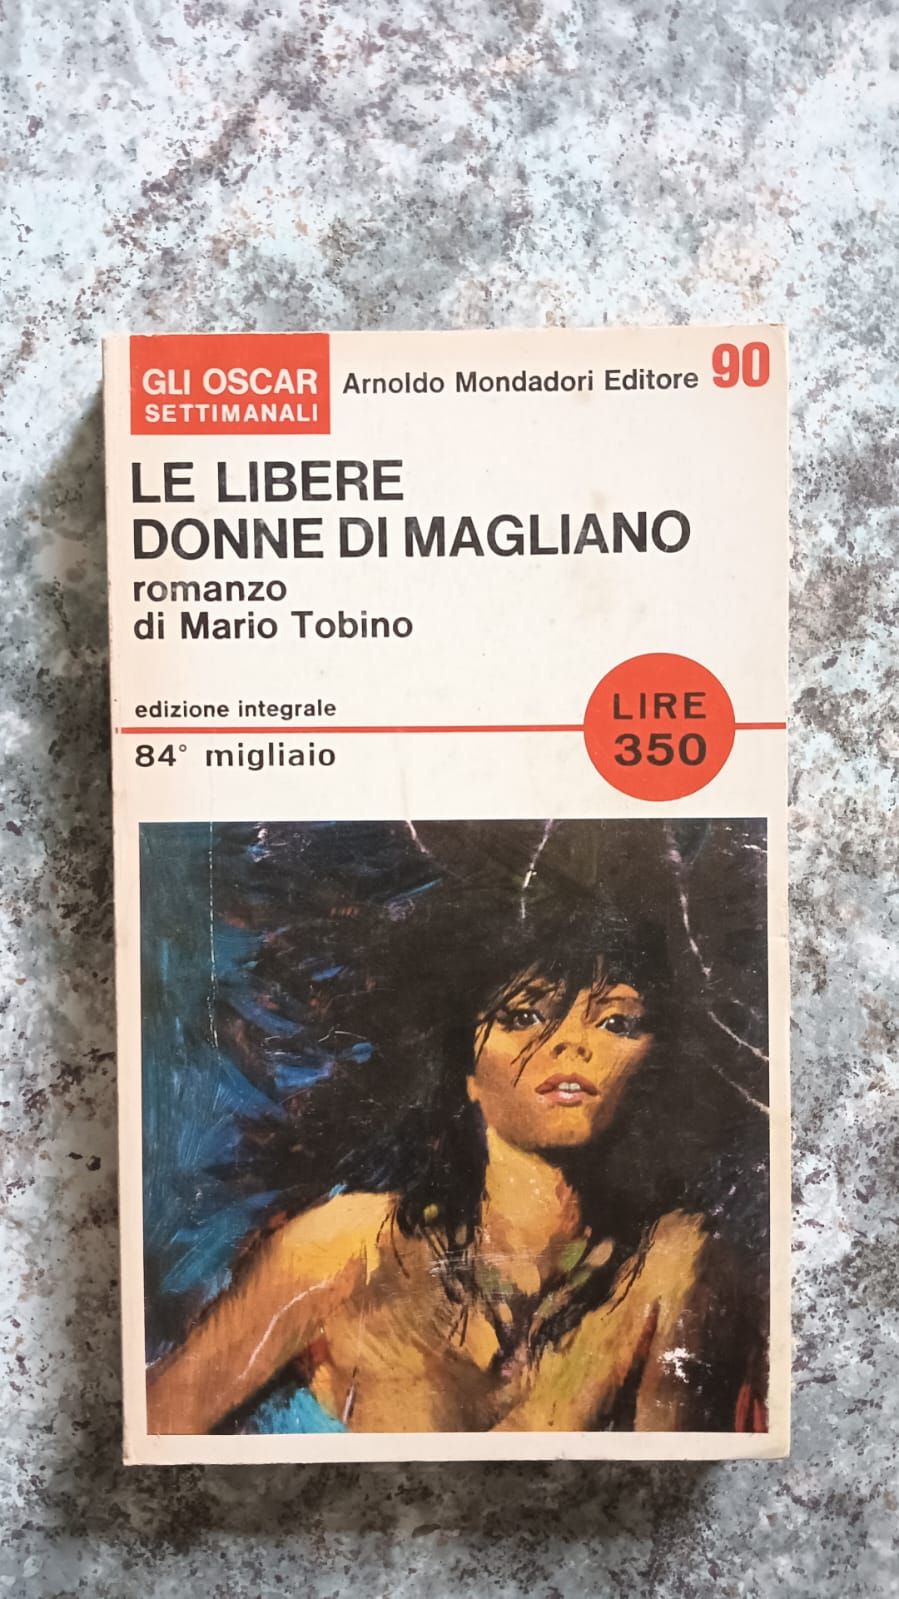 GLI OSCAR
SETTIMANALI
Arnoldo Mondadori Editore 90
LE LIBERE
DONNE DI MAGLIANO
romanzo
di Mario Tobino
edizione integrale
84° migliaio
LIRE
350